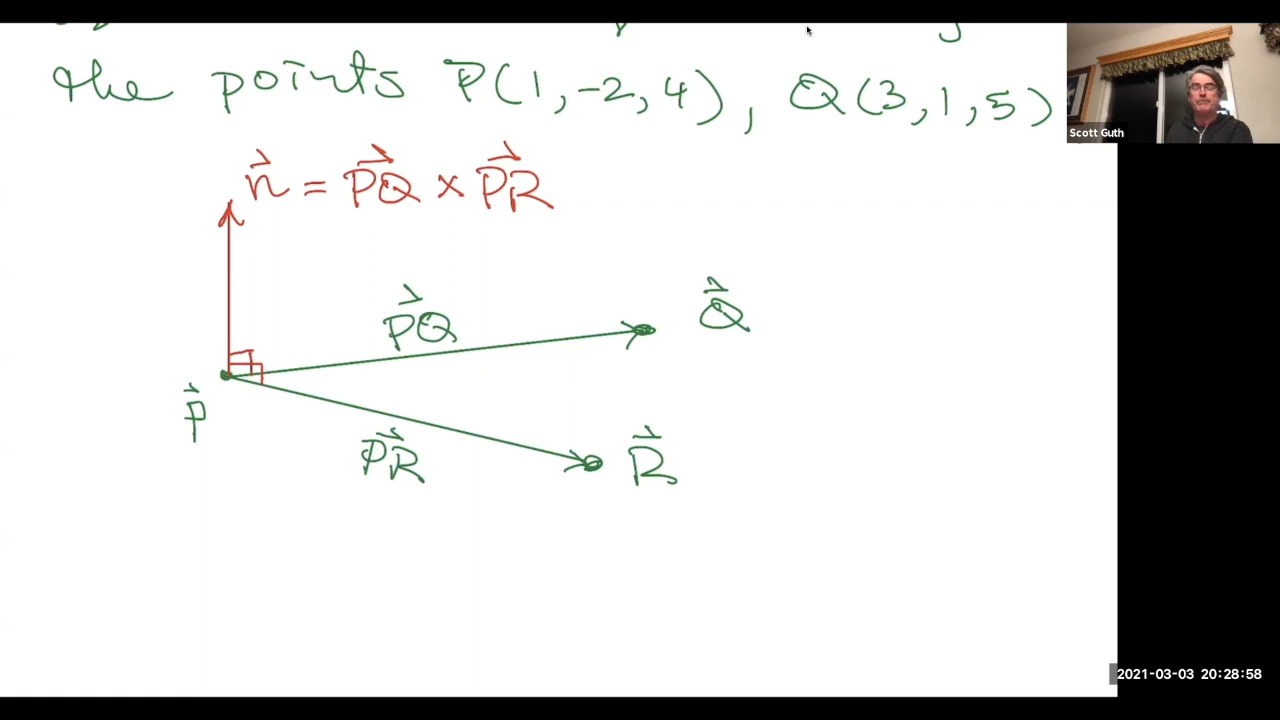 the points P(1,-2,4), Q(3,1,5)
Scott Guth
n⃗ = PQ⃗ × PR⃗
PQ⃗
Q⃗
P⃗
PR⃗
R⃗
2021-03-03 20:28:58